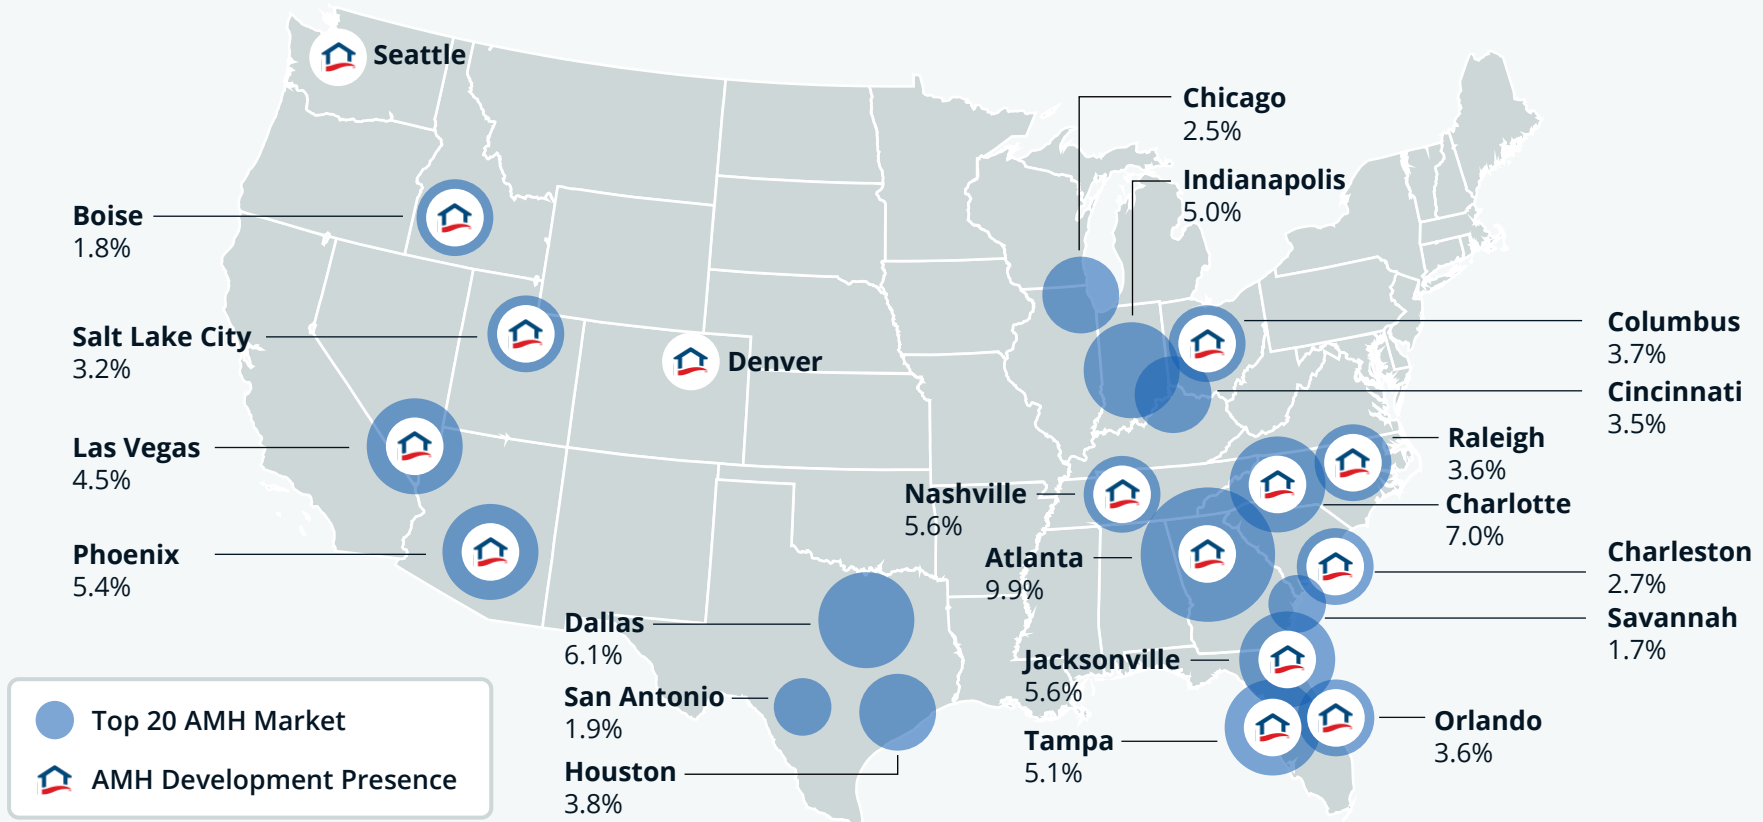 Seattle
Chicago
2.5%
Indianapolis
5.0%
Boise
1.8%
Salt Lake City
3.2%
Denver
Columbus
3.7%
Cincinnati
3.5%
Las Vegas
4.5%
Raleigh
3.6%
Nashville
5.6%
Charlotte
7.0%
Phoenix
5.4%
Atlanta
9.9%
Charleston
2.7%
Dallas
6.1%
Savannah
1.7%
Jacksonville
5.6%
San Antonio
1.9%
Orlando
3.6%
Tampa
5.1%
Houston
3.8%
Top 20 AMH Market
AMH Development Presence